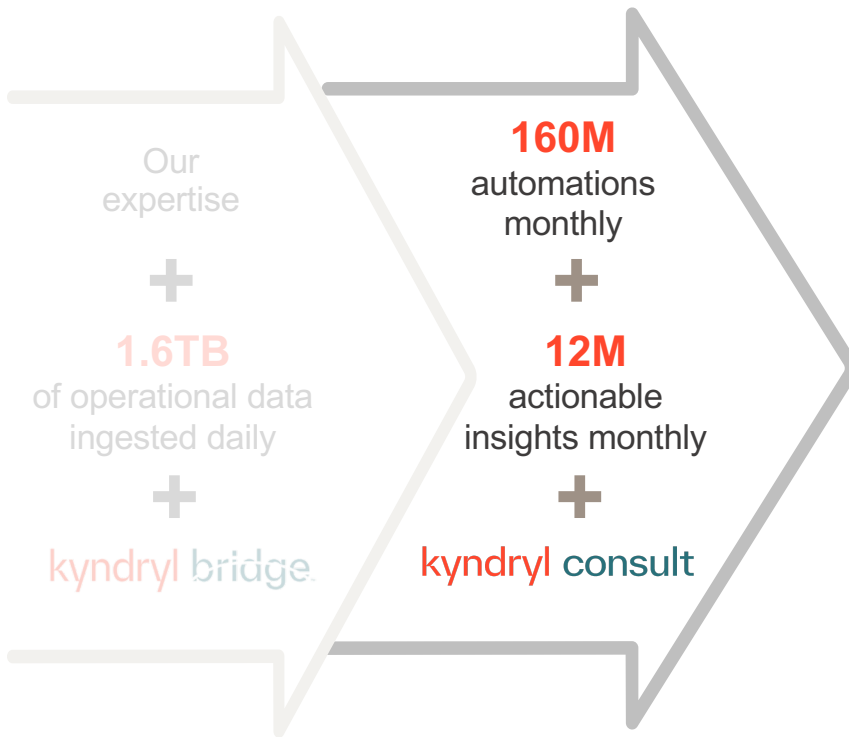 Our
expertise
+
1.6TB
of operational data
ingested daily
+
kyndryl bridge
160M
automations
monthly
+
12M
actionable
insights monthly
+
kyndryl consult